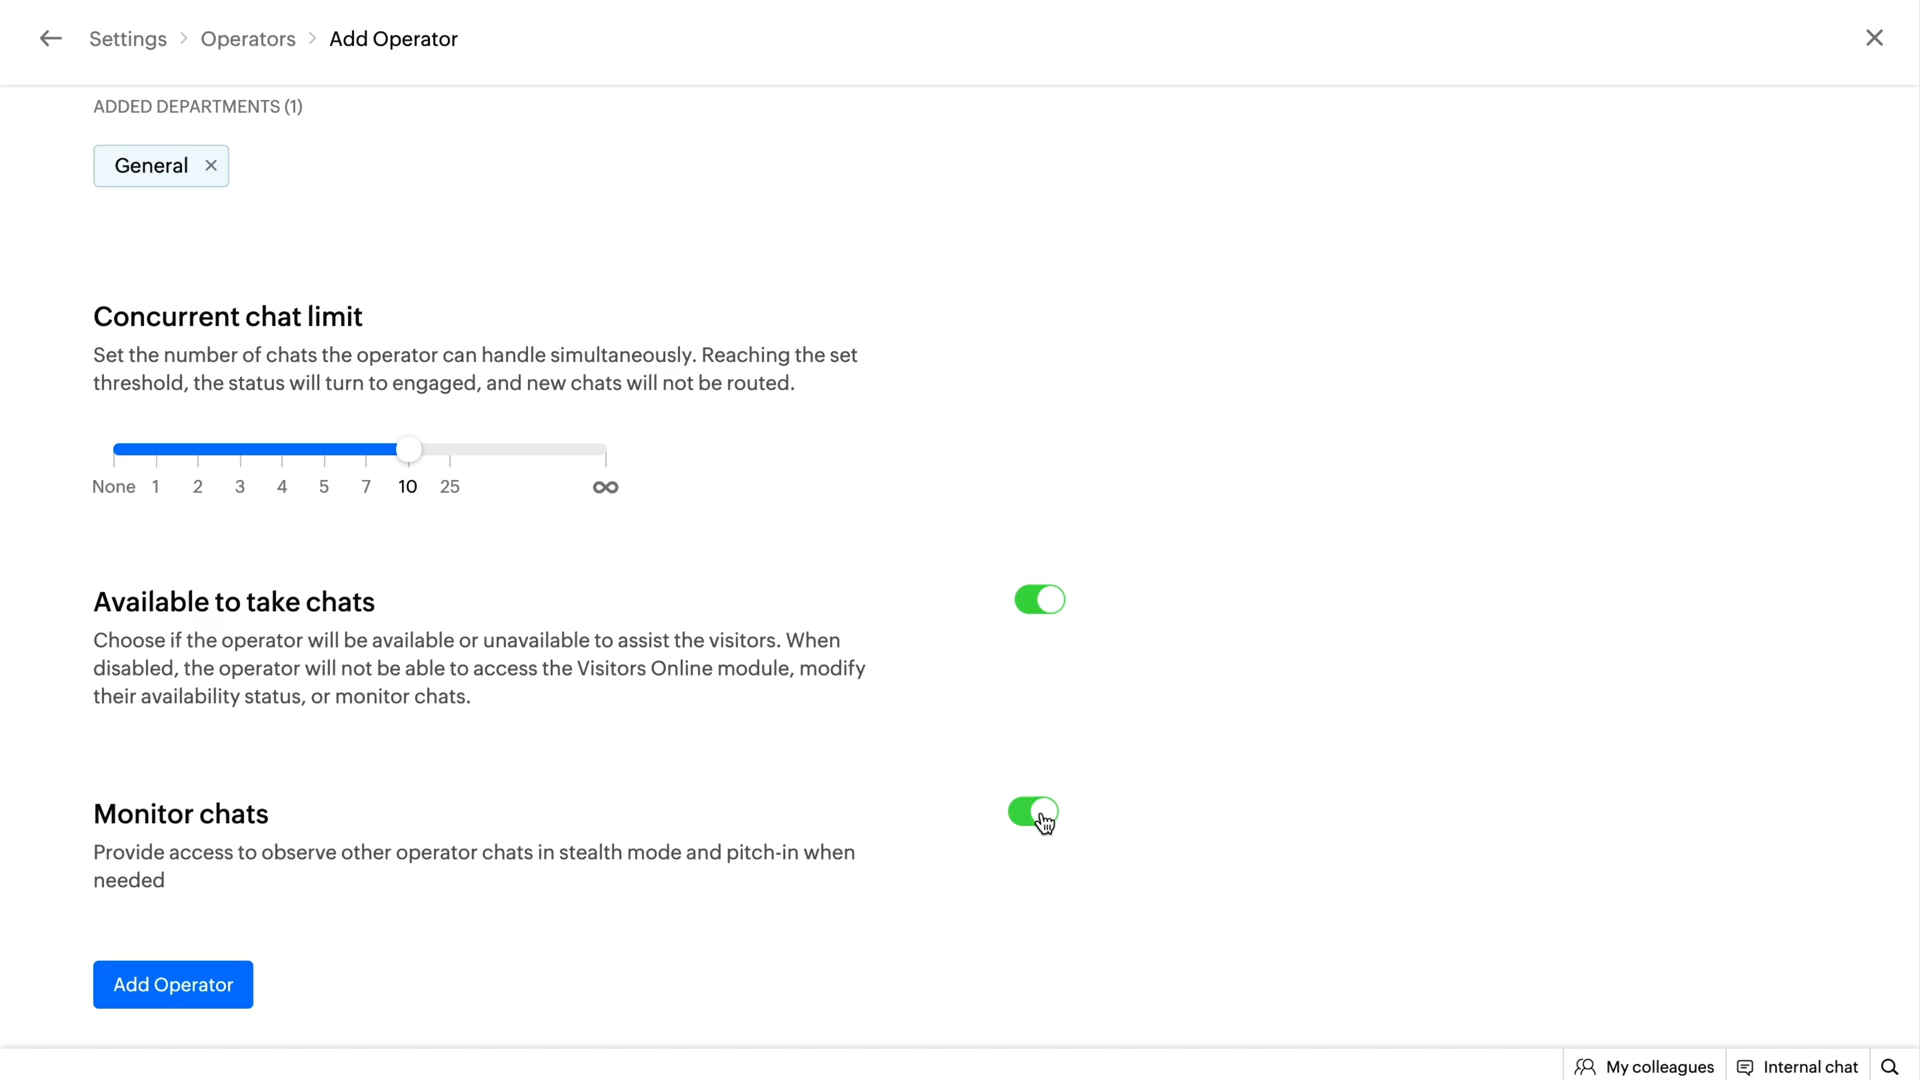 Settings > Operators > Add Operator
ADDED DEPARTMENTS (1)
General ×
Concurrent chat limit
Set the number of chats the operator can handle simultaneously. Reaching the set
threshold, the status will turn to engaged, and new chats will not be routed.
None 1 2 3 4 5 7 10 25 ∞
Available to take chats
Choose if the operator will be available or unavailable to assist the visitors. When
disabled, the operator will not be able to access the Visitors Online module, modify
their availability status, or monitor chats.
Monitor chats
Provide access to observe other operator chats in stealth mode and pitch-in when
needed
Add Operator
My colleagues Internal chat